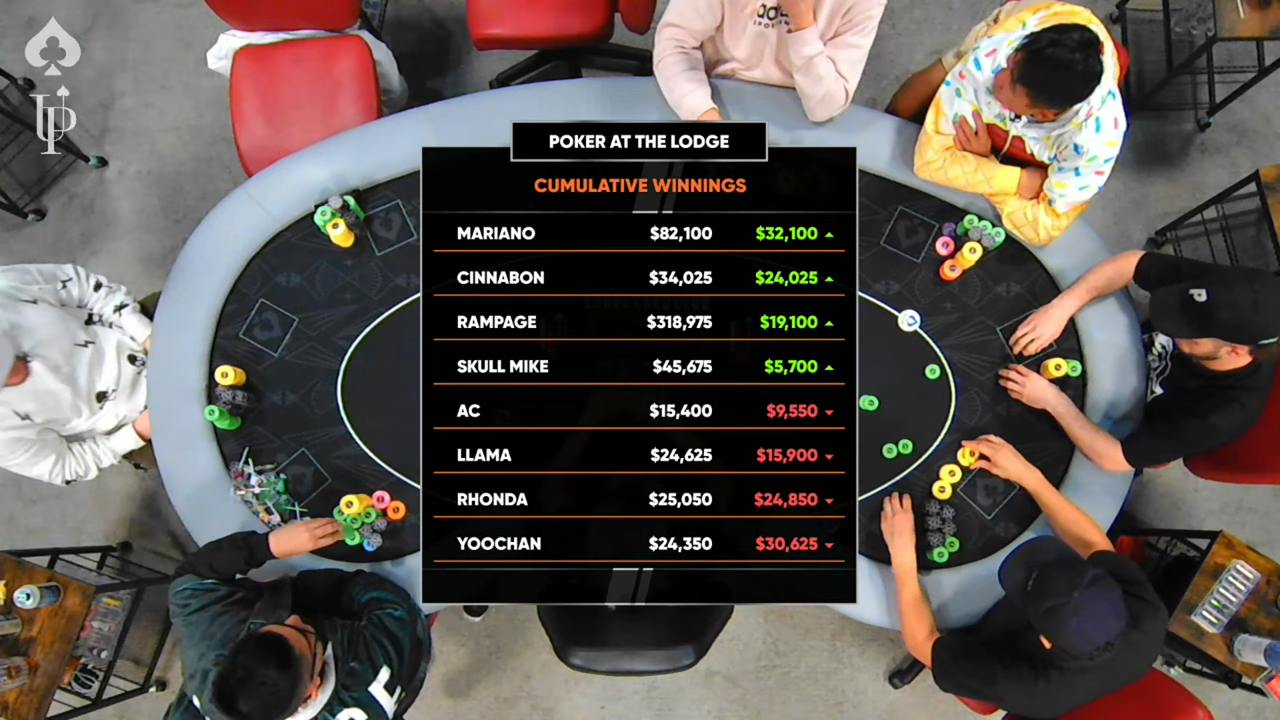 UP
POKER AT THE LODGE
CUMULATIVE WINNINGS
MARIANO $82,100 $32,100
CINNABON $34,025 $24,025
RAMPAGE $318,975 $19,100
SKULL MIKE $45,675 $5,700
AC $15,400 $9,550
LLAMA $24,625 $15,900
RHONDA $25,050 $24,850
YOOCHAN $24,350 $30,625